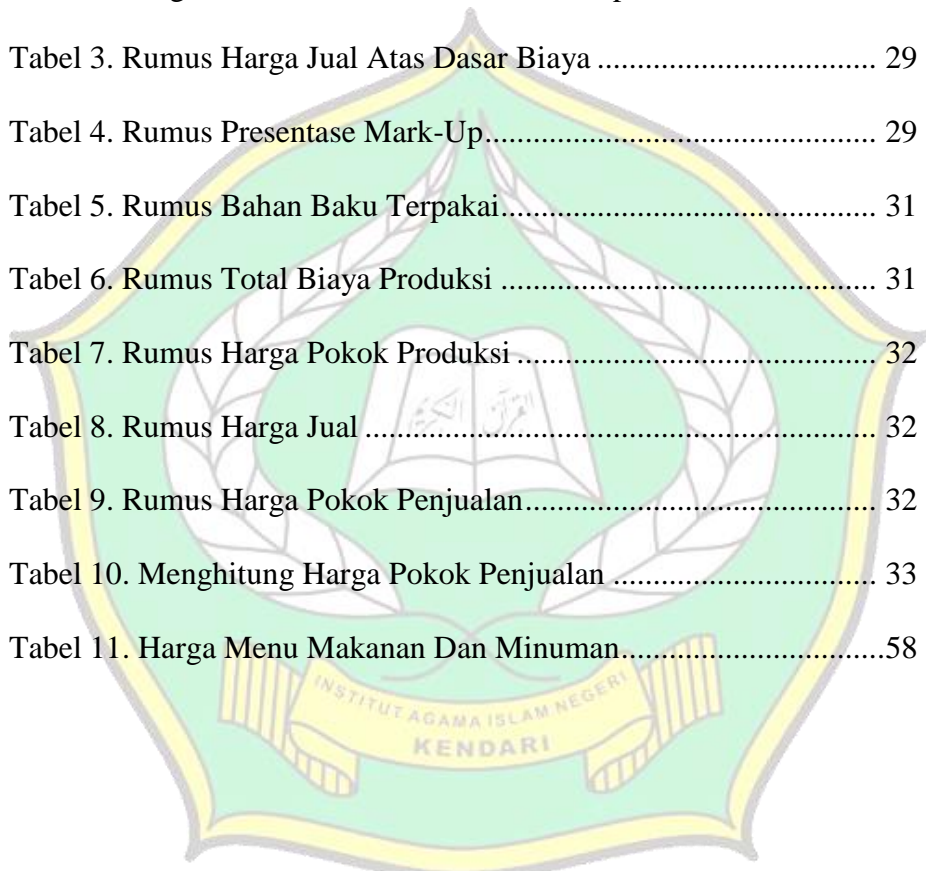 Tabel 3. Rumus Harga Jual Atas Dasar Biaya .................................. 29
Tabel 4. Rumus Presentase Mark-Up................................................ 29
Tabel 5. Rumus Bahan Baku Terpakai.............................................. 31
Tabel 6. Rumus Total Biaya Produksi .............................................. 31
Tabel 7. Rumus Harga Pokok Produksi ............................................ 32
Tabel 8. Rumus Harga Jual .............................................................. 32
Tabel 9. Rumus Harga Pokok Penjualan........................................... 32
Tabel 10. Menghitung Harga Pokok Penjualan ................................ 33
Tabel 11. Harga Menu Makanan Dan Minuman................................58
INSTITUT AGAMA ISLAM NEGERI
KENDARI